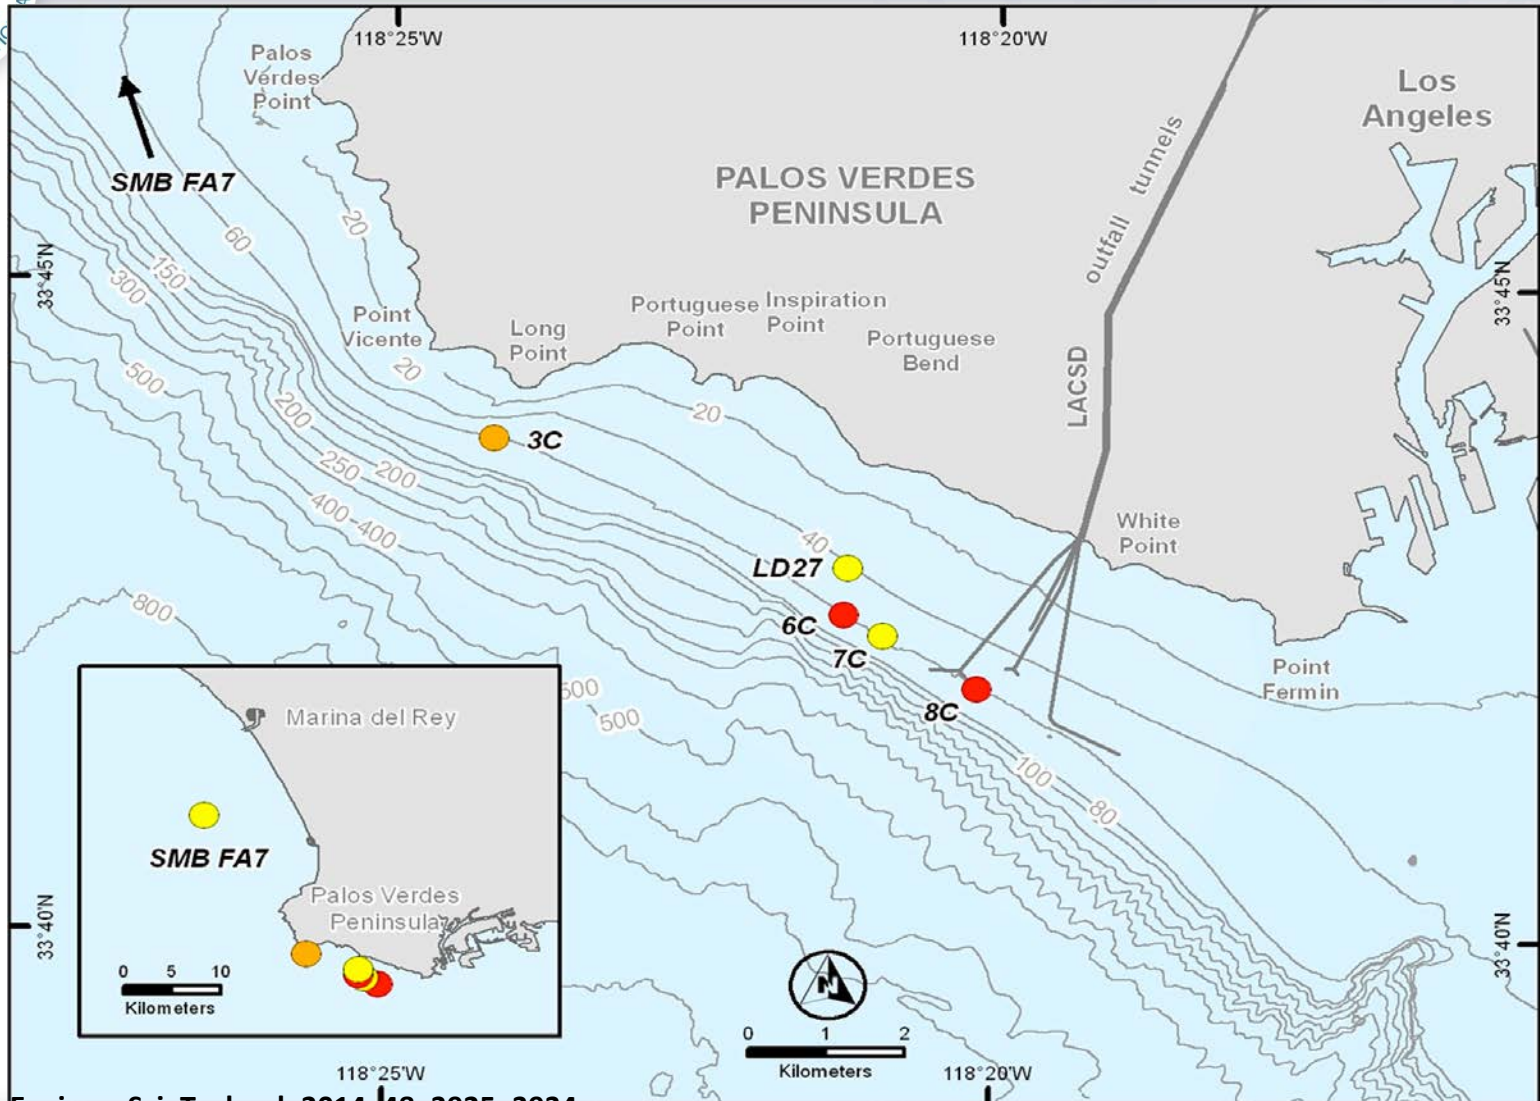 118°25'W
118°20'W
Palos
Verdes
Point
Los
Angeles
SMB FA7
PALOS VERDES
PENINSULA
outfall tunnels
20
60
33°45'N
33°45'N
150
300
Point
Vicente
Long
Point
Portuguese
Point
Inspiration
Point
Portuguese
Bend
LACSD
20
500
200
20
3C
250
200
400
400
40
White
Point
LD27
6C
7C
800
500
500
8C
Point
Fermin
100
80
Marina del Rey
SMB FA7
Palos Verdes
Peninsula
0 5 10
Kilometers
33°40'N
33°40'N
N
0 1 2
Kilometers
118°25'W
118°20'W